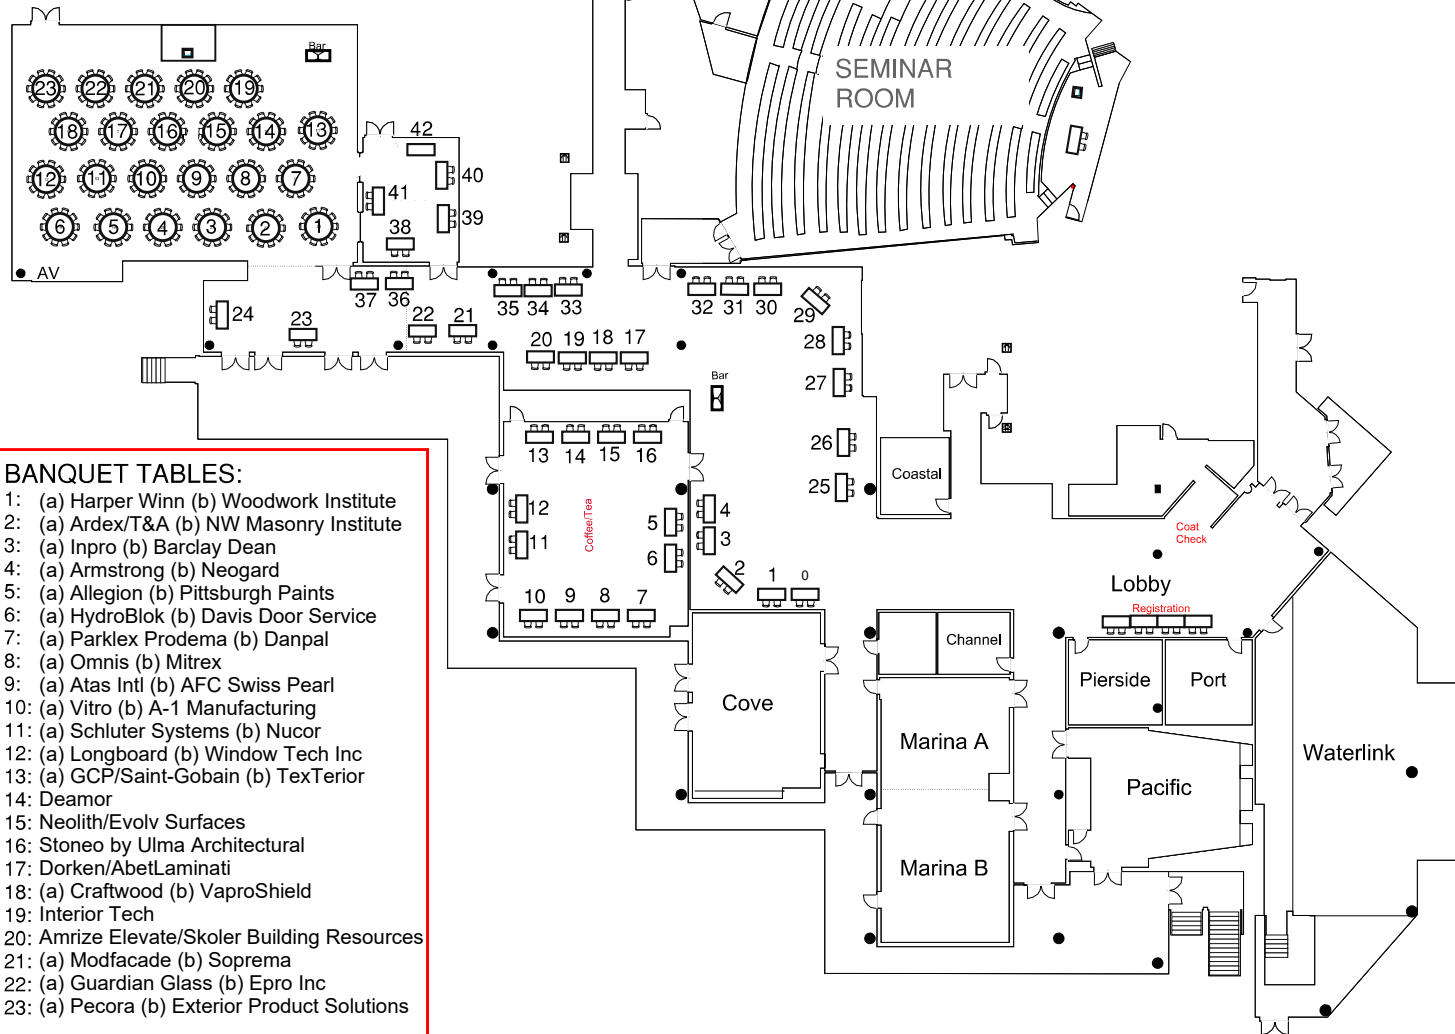 SEMINAR
ROOM
Bar
23 22 21 20 19
18 17 16 15 14 13
12 11 10 9 8 7
6 5 4 3 2 1
AV
42
40
41
39
38
37 36
35 34 33
32 31 30
29
28
27
26
25
24
23
22 21
20 19 18 17
Bar
13 14 15 16
12
11
Coffee/Tea
5
6
4
3
2
1 0
10 9 8 7
Coastal
Coat
Check
Lobby
Registration
Channel
Pierside
Port
Cove
Marina A
Marina B
Pacific
Waterlink
BANQUET TABLES:
1: (a) Harper Winn (b) Woodwork Institute
2: (a) Ardex/T&A (b) NW Masonry Institute
3: (a) Inpro (b) Barclay Dean
4: (a) Armstrong (b) Neogard
5: (a) Allegion (b) Pittsburgh Paints
6: (a) HydroBlok (b) Davis Door Service
7: (a) Parklex Prodema (b) Danpal
8: (a) Omnis (b) Mitrex
9: (a) Atas Intl (b) AFC Swiss Pearl
10: (a) Vitro (b) A-1 Manufacturing
11: (a) Schluter Systems (b) Nucor
12: (a) Longboard (b) Window Tech Inc
13: (a) GCP/Saint-Gobain (b) TexTerior
14: Deamor
15: Neolith/Evolv Surfaces
16: Stoneo by Ulma Architectural
17: Dorken/AbetLaminati
18: (a) Craftwood (b) VaproShield
19: Interior Tech
20: Amrize Elevate/Skoler Building Resources
21: (a) Modfacade (b) Soprema
22: (a) Guardian Glass (b) Epro Inc
23: (a) Pecora (b) Exterior Product Solutions